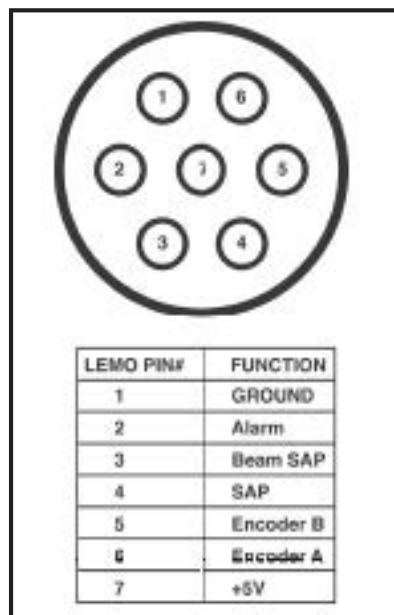 1 6
2 7 5
3 4
LEMO PIN# FUNCTION
1 GROUND
2 Alarm
3 Beam SAP
4 SAP
5 Encoder B
6 Encoder A
7 +5V